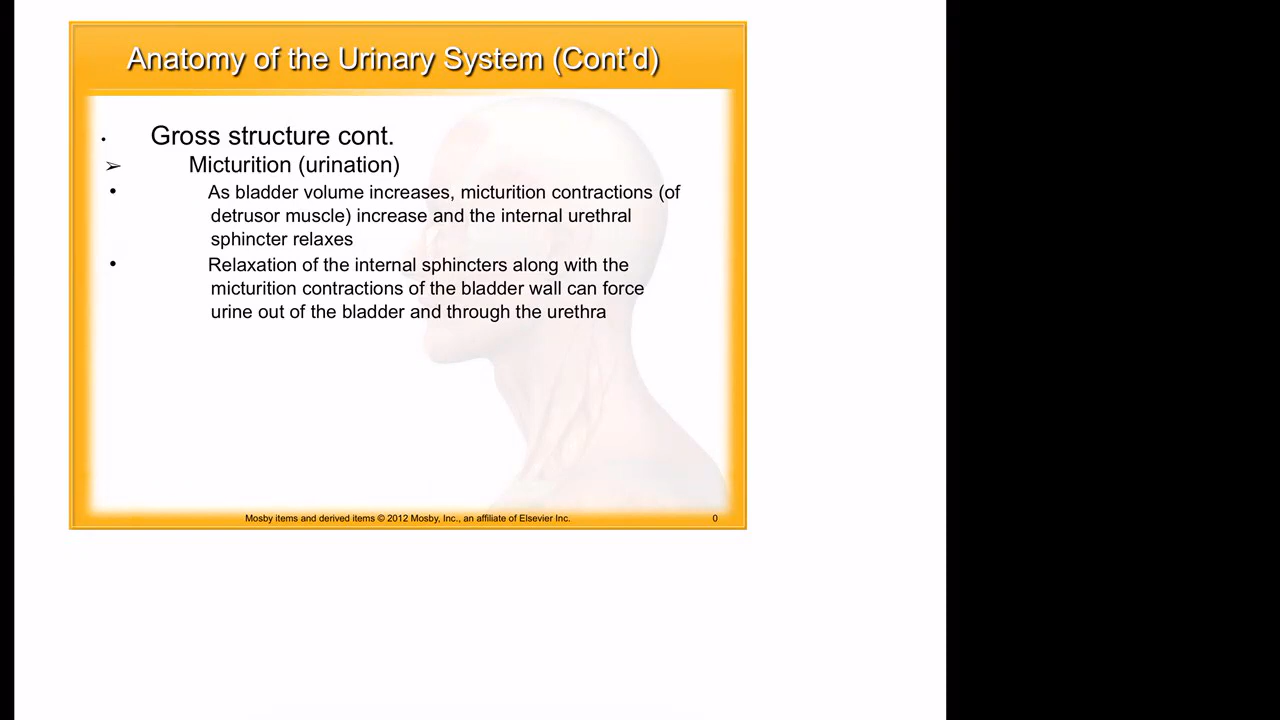 Anatomy of the Urinary System (Cont’d)
• Gross structure cont.
➢ Micturition (urination)
• As bladder volume increases, micturition contractions (of
detrusor muscle) increase and the internal urethral
sphincter relaxes
• Relaxation of the internal sphincters along with the
micturition contractions of the bladder wall can force
urine out of the bladder and through the urethra
Mosby items and derived items © 2012 Mosby, Inc., an affiliate of Elsevier Inc. 0